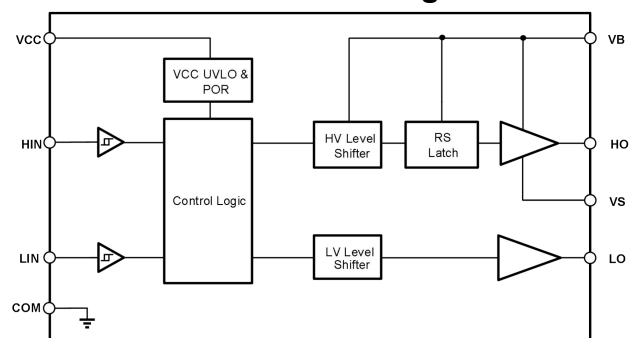 VCC
VB
VCC UVLO &
POR
HIN
HV Level
Shifter
RS
Latch
HO
Control Logic
VS
LIN
LV Level
Shifter
LO
COM